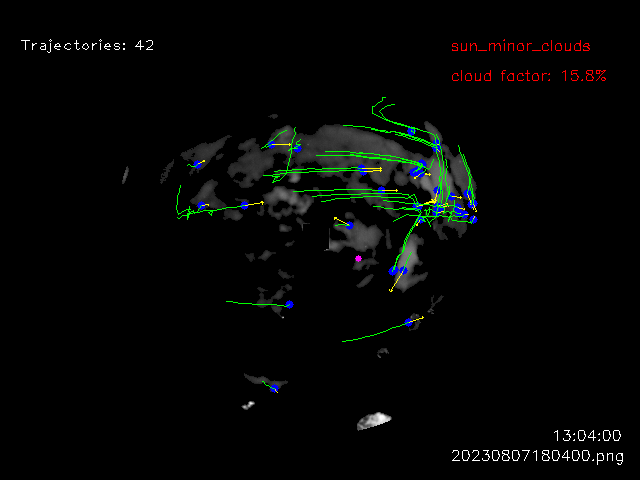 Trajectories: 42
sun_minor_clouds
cloud factor: 15.8%
13:04:00
20230807180400.png